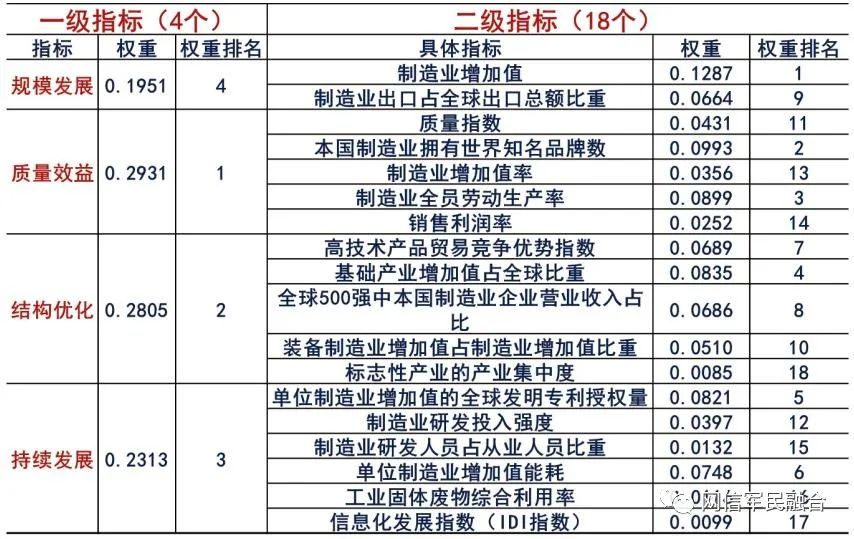 一级指标（4个） 二级指标（18个）
指标 权重 权重排名 具体指标 权重 权重排名
规模发展 0.1951 4 制造业增加值 0.1287 1
制造业出口占全球出口总额比重 0.0664 9
质量效益 0.2931 1 质量指数 0.0431 11
本国制造业拥有世界知名品牌数 0.0993 2
制造业增加值率 0.0356 13
制造业全员劳动生产率 0.0899 3
销售利润率 0.0252 14
结构优化 0.2805 2 高技术产品贸易竞争优势指数 0.0689 7
基础产业增加值占全球比重 0.0835 4
全球500强中本国制造业企业营业收入占
比 0.0686 8
装备制造业增加值占制造业增加值比重 0.0510 10
标志性产业的产业集中度 0.0085 18
持续发展 0.2313 3 单位制造业增加值的全球发明专利授权量 0.0821 5
制造业研发投入强度 0.0397 12
制造业研发人员占从业人员比重 0.0132 15
单位制造业增加值能耗 0.0748 6
工业固体废物综合利用率
信息化发展指数（IDI指数） 0.0099 17
网信军民融合